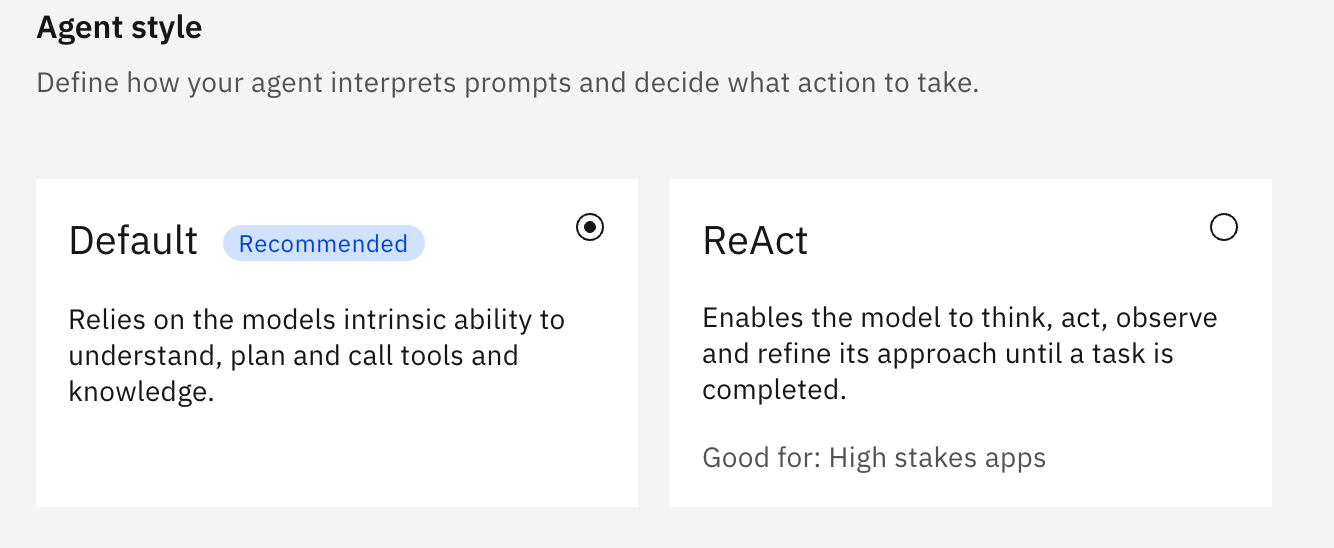 Agent style
Define how your agent interprets prompts and decide what action to take.
Default Recommended
Relies on the models intrinsic ability to
understand, plan and call tools and
knowledge.
ReAct
Enables the model to think, act, observe
and refine its approach until a task is
completed.
Good for: High stakes apps